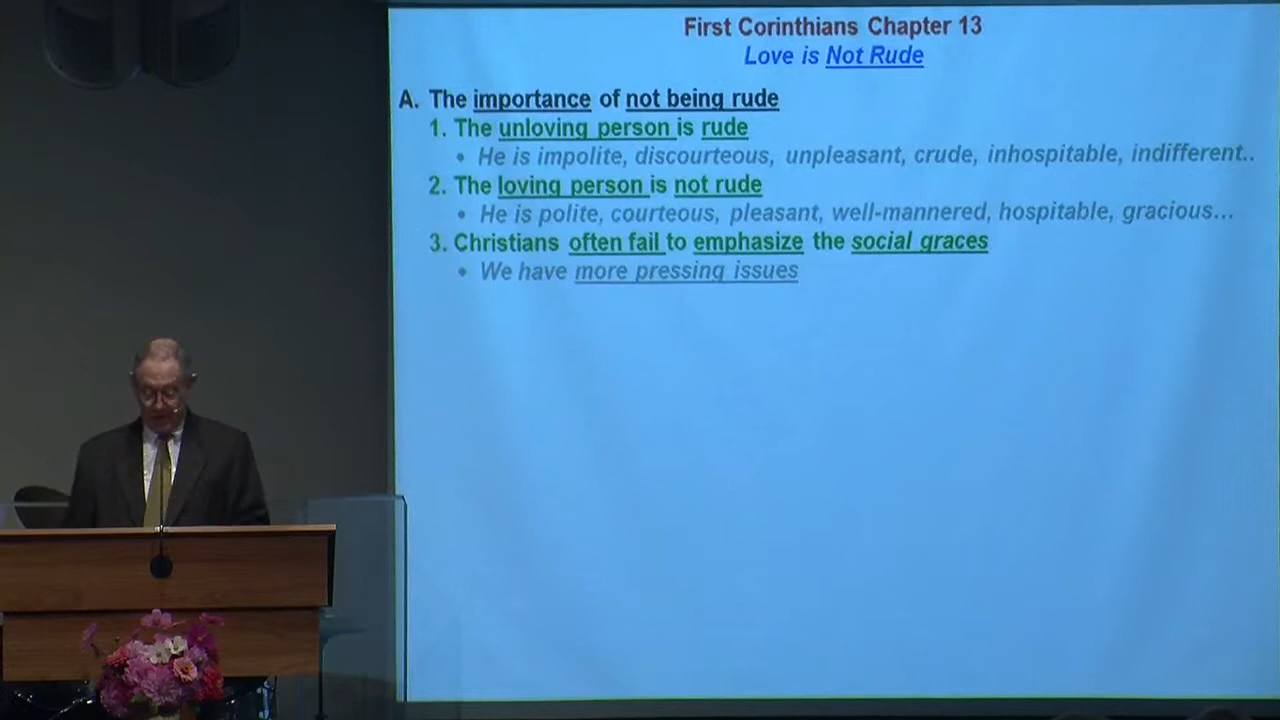 First Corinthians Chapter 13
Love is Not Rude
A. The importance of not being rude
1. The unloving person is rude
• He is impolite, discourteous, unpleasant, crude, inhospitable, indifferent..
2. The loving person is not rude
• He is polite, courteous, pleasant, well-mannered, hospitable, gracious...
3. Christians often fail to emphasize the social graces
• We have more pressing issues